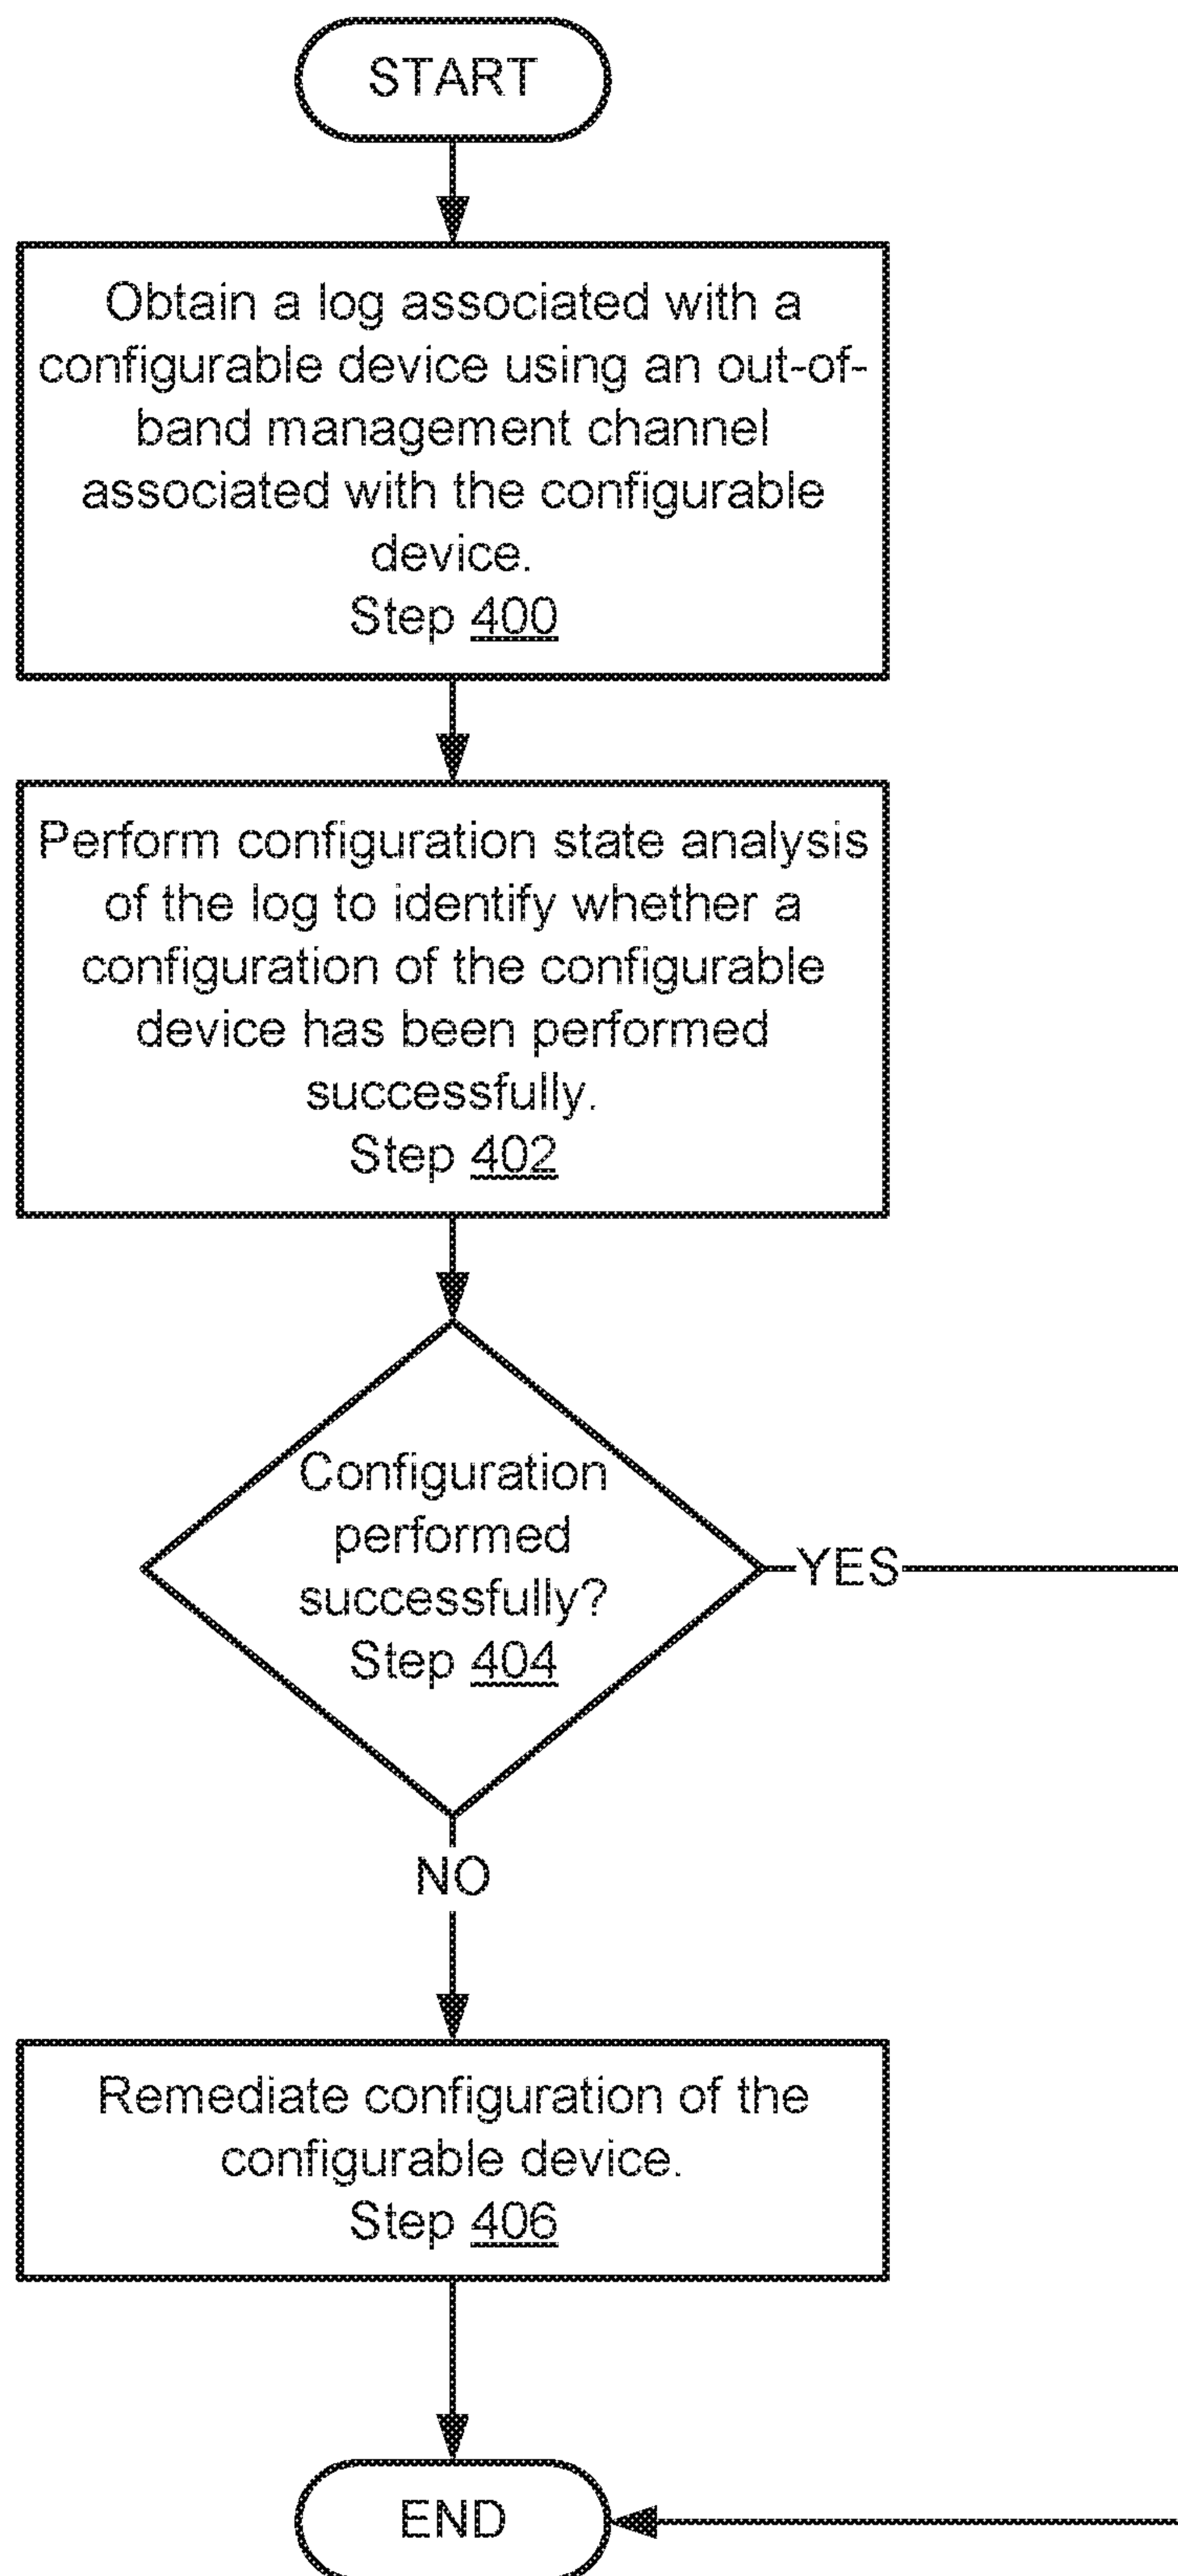 START
Obtain a log associated with a
configurable device using an out-of-
band management channel
associated with the configurable
device.
Step 400
Perform configuration state analysis
of the log to identify whether a
configuration of the configurable
device has been performed
successfully.
Step 402
Configuration
performed
successfully?
Step 404
YES
NO
Remediate configuration of the
configurable device.
Step 406
END